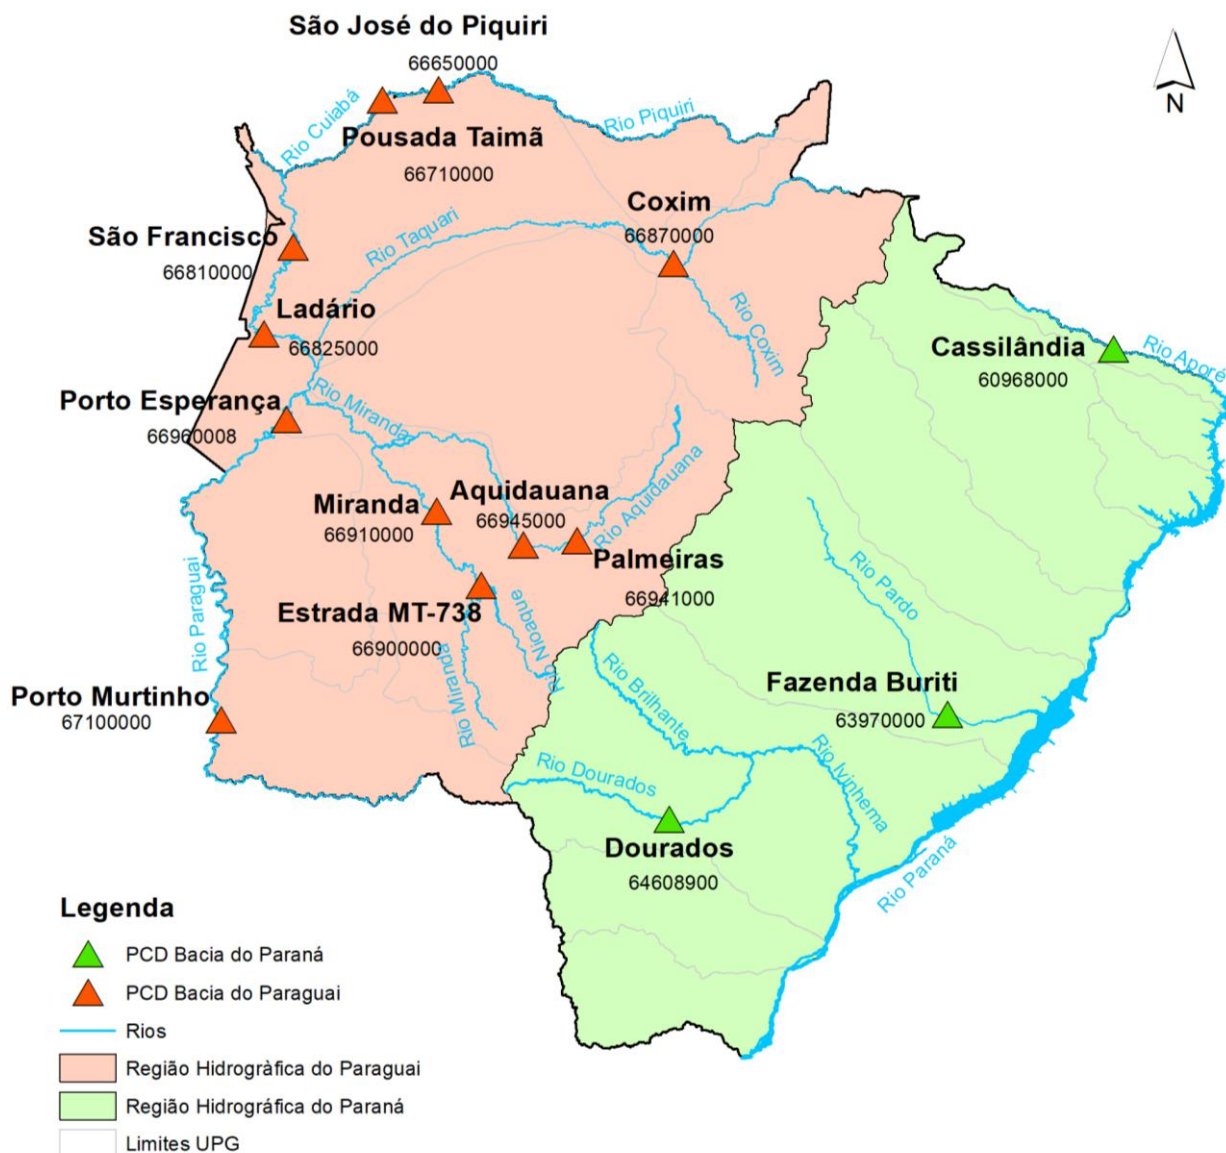 São José do Piquiri
66650000
N
Rio Cuiabá
Pousada Taimã
66710000
Rio Piquiri
Coxim
66870000
São Francisco
66810000
Rio Taquari
Ladário
66825000
Rio Coxim
Cassilândia
60968000
Rio Aporé
Porto Esperança
66960008
Rio Miranda
Miranda
66910000
Aquidauana
66945000
Rio Aquidauana
Palmeiras
66941000
Rio Paraguai
Estrada MT-738
66900000
Rio Nioaque
Rio Miranda
Rio Pardo
Porto Murtinho
67100000
Rio Brilhante
Fazenda Buriti
63970000
Rio Dourados
Rio Ivinhema
Dourados
64608900
Rio Paraná
Legenda
PCD Bacia do Paraná
PCD Bacia do Paraguai
Rios
Região Hidrogràfica do Paraguai
Região Hidrográfica do Paraná
Limites UPG